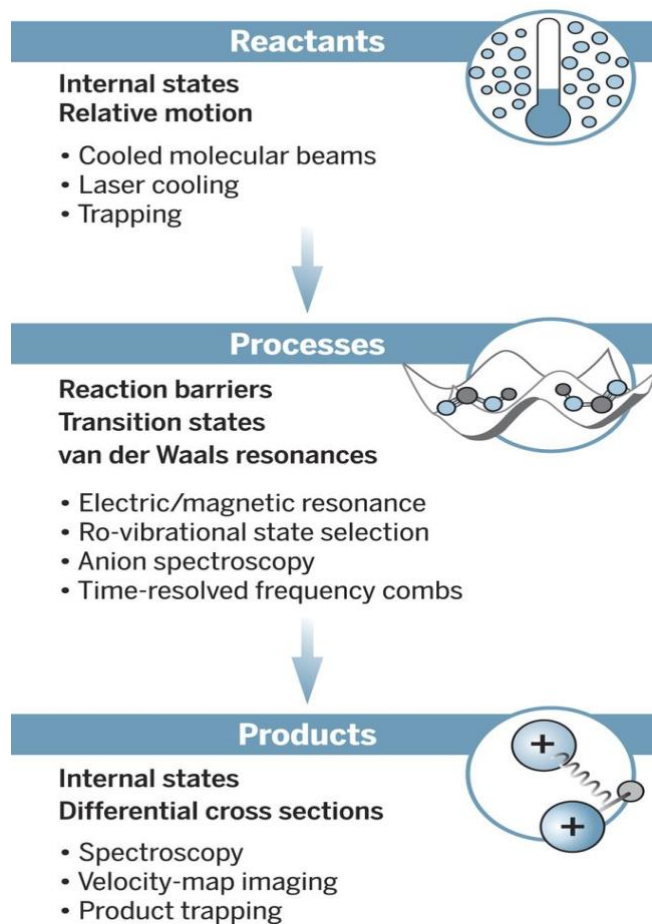 Reactants
Internal states
Relative motion
• Cooled molecular beams
• Laser cooling
• Trapping
Processes
Reaction barriers
Transition states
van der Waals resonances
• Electric/magnetic resonance
• Ro-vibrational state selection
• Anion spectroscopy
• Time-resolved frequency combs
Products
Internal states
Differential cross sections
• Spectroscopy
• Velocity-map imaging
• Product trapping
+
+